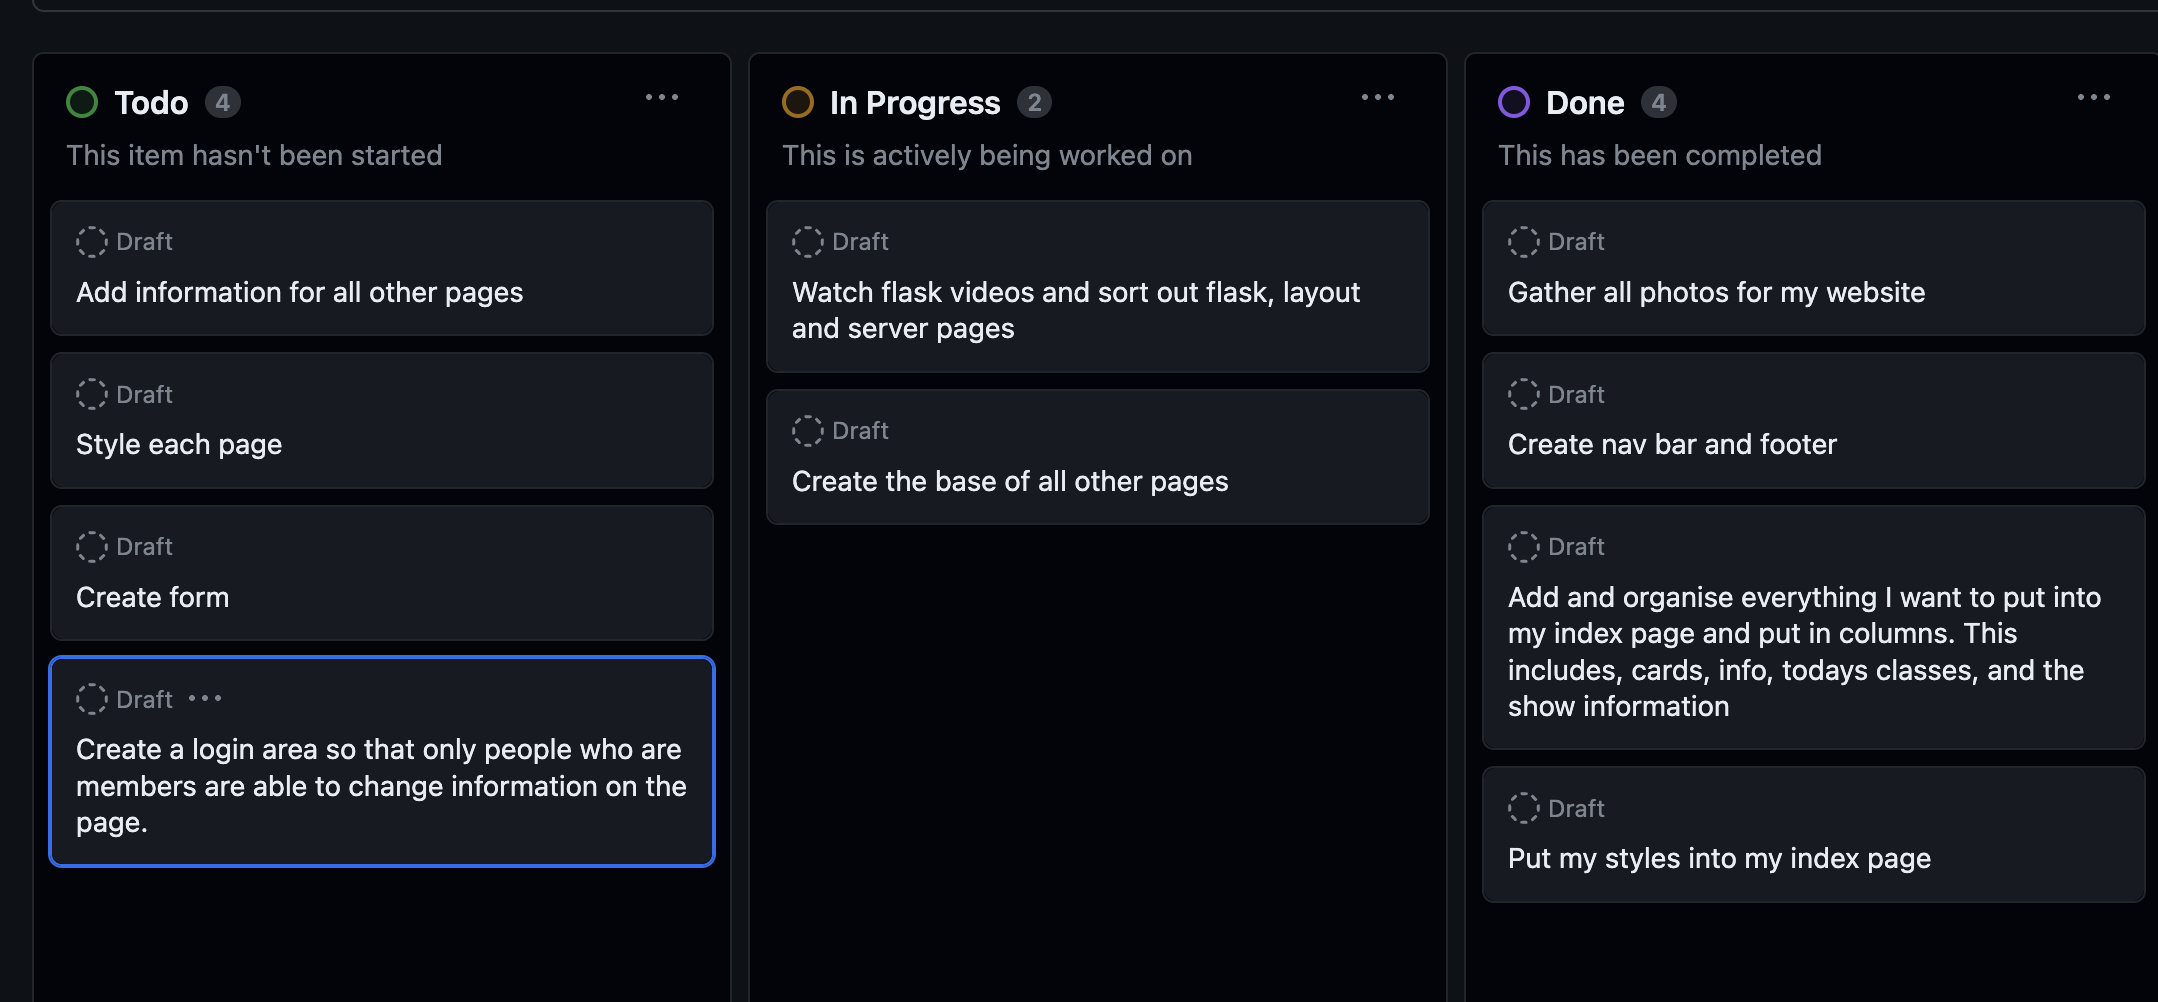 Todo 4
This item hasn't been started
Draft
Add information for all other pages
Draft
Style each page
Draft
Create form
Draft
Create a login area so that only people who are
members are able to change information on the
page.
In Progress 2
This is actively being worked on
Draft
Watch flask videos and sort out flask, layout
and server pages
Draft
Create the base of all other pages
Done 4
This has been completed
Draft
Gather all photos for my website
Draft
Create nav bar and footer
Draft
Add and organise everything I want to put into
my index page and put in columns. This
includes, cards, info, todays classes, and the
show information
Draft
Put my styles into my index page